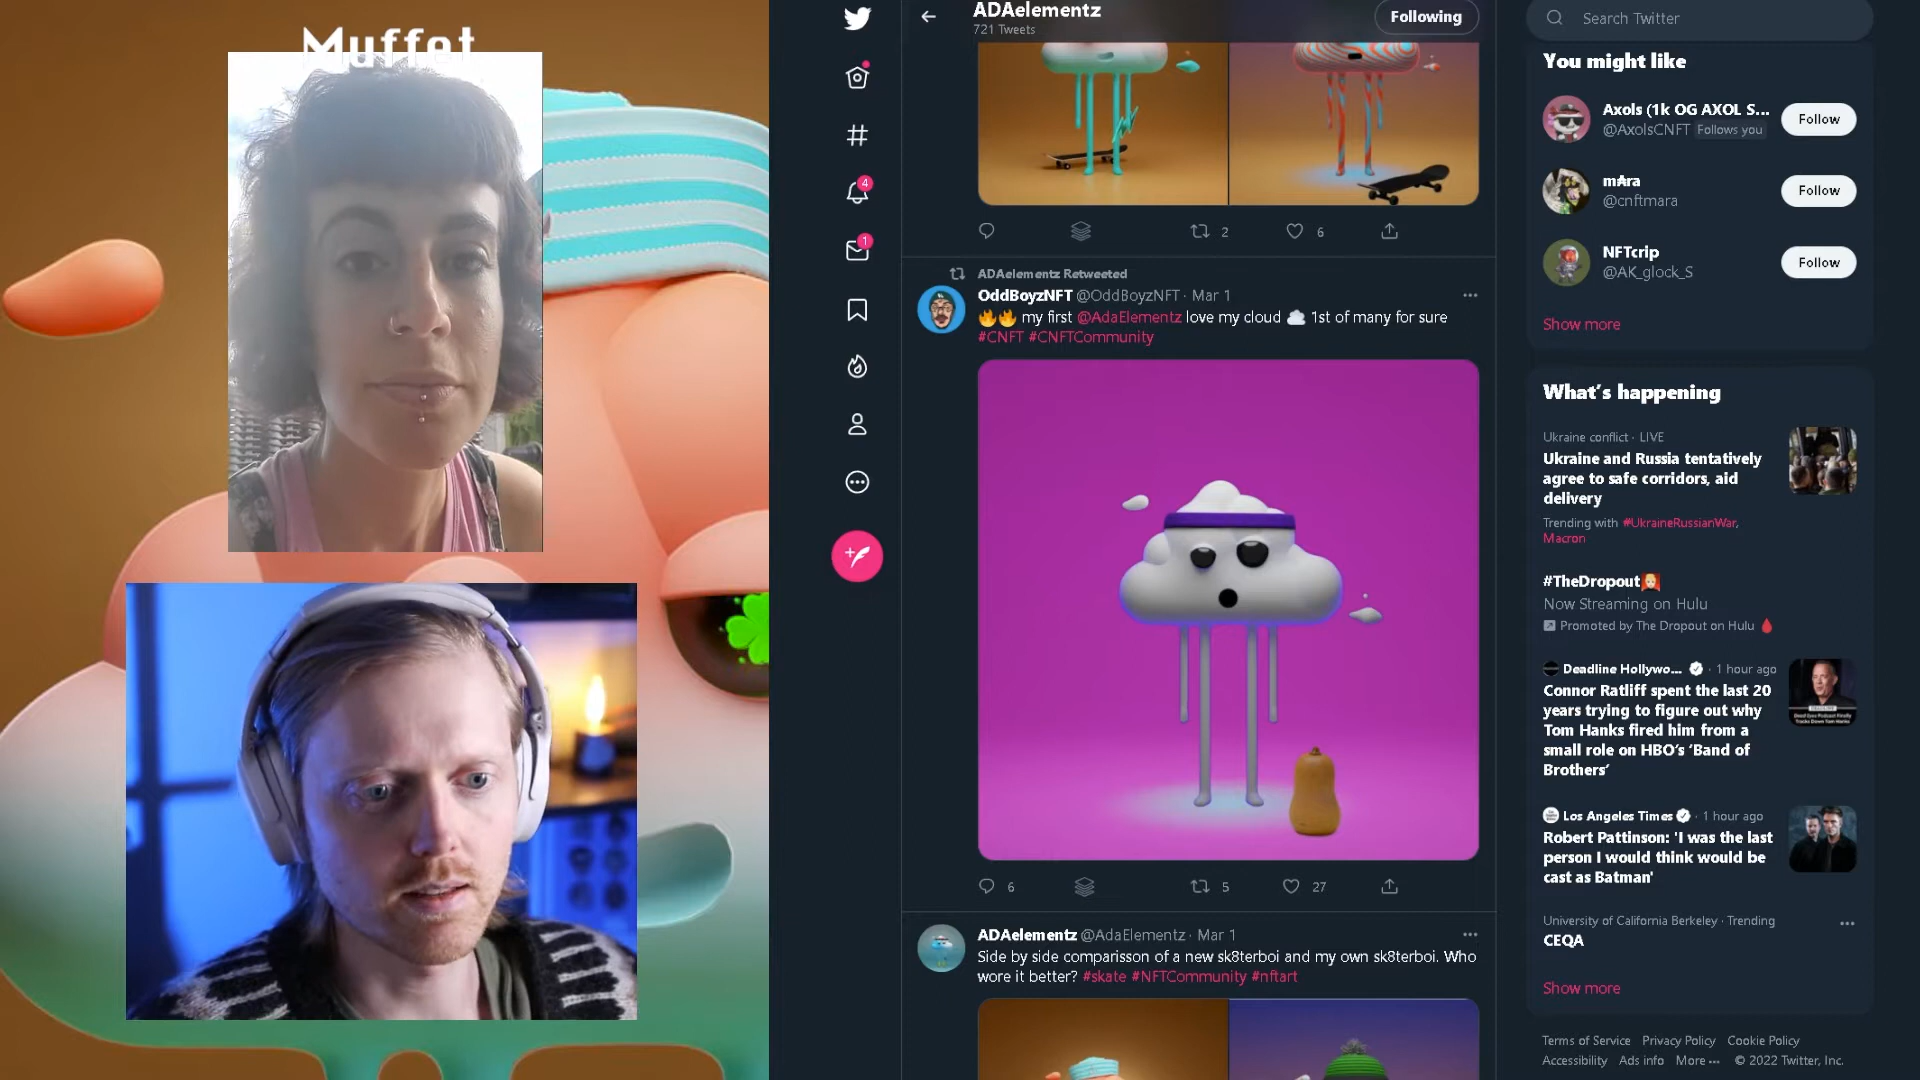 Muffet
ADAelementz
721 Tweets
Following
2
6
ADAelementz Retweeted
OddBoyzNFT @OddBoyzNFT · Mar 1
🔥🔥 my first @AdaElementz love my cloud ☁️ 1st of many for sure
#CNFT #CNFTCommunity
6
5
27
ADAelementz @AdaElementz · Mar 1
Side by side comparisson of a new sk8terboi and my own sk8terboi. Who
wore it better? #skate #NFTCommunity #nftart
4
1
Search Twitter
You might like
Axols (1k OG AXOL S...
@AxolsCNFT Follows you
Follow
mAra
@cnftmara
Follow
NFTcrip
@AK_glock_S
Follow
Show more
What's happening
Ukraine conflict · LIVE
Ukraine and Russia tentatively
agree to safe corridors, aid
delivery
Trending with #UkraineRussianWar,
Macron
#TheDropout
Now Streaming on Hulu
Promoted by The Dropout on Hulu 🩸
Deadline Hollywo... · 1 hour ago
Connor Ratliff spent the last 20
years trying to figure out why
Tom Hanks fired him from a
small role on HBO's 'Band of
Brothers'
Los Angeles Times · 1 hour ago
Robert Pattinson: 'I was the last
person I would think would be
cast as Batman'
University of California Berkeley · Trending
CEQA
Show more
Terms of Service Privacy Policy Cookie Policy
Accessibility Ads info More ··· © 2022 Twitter, Inc.